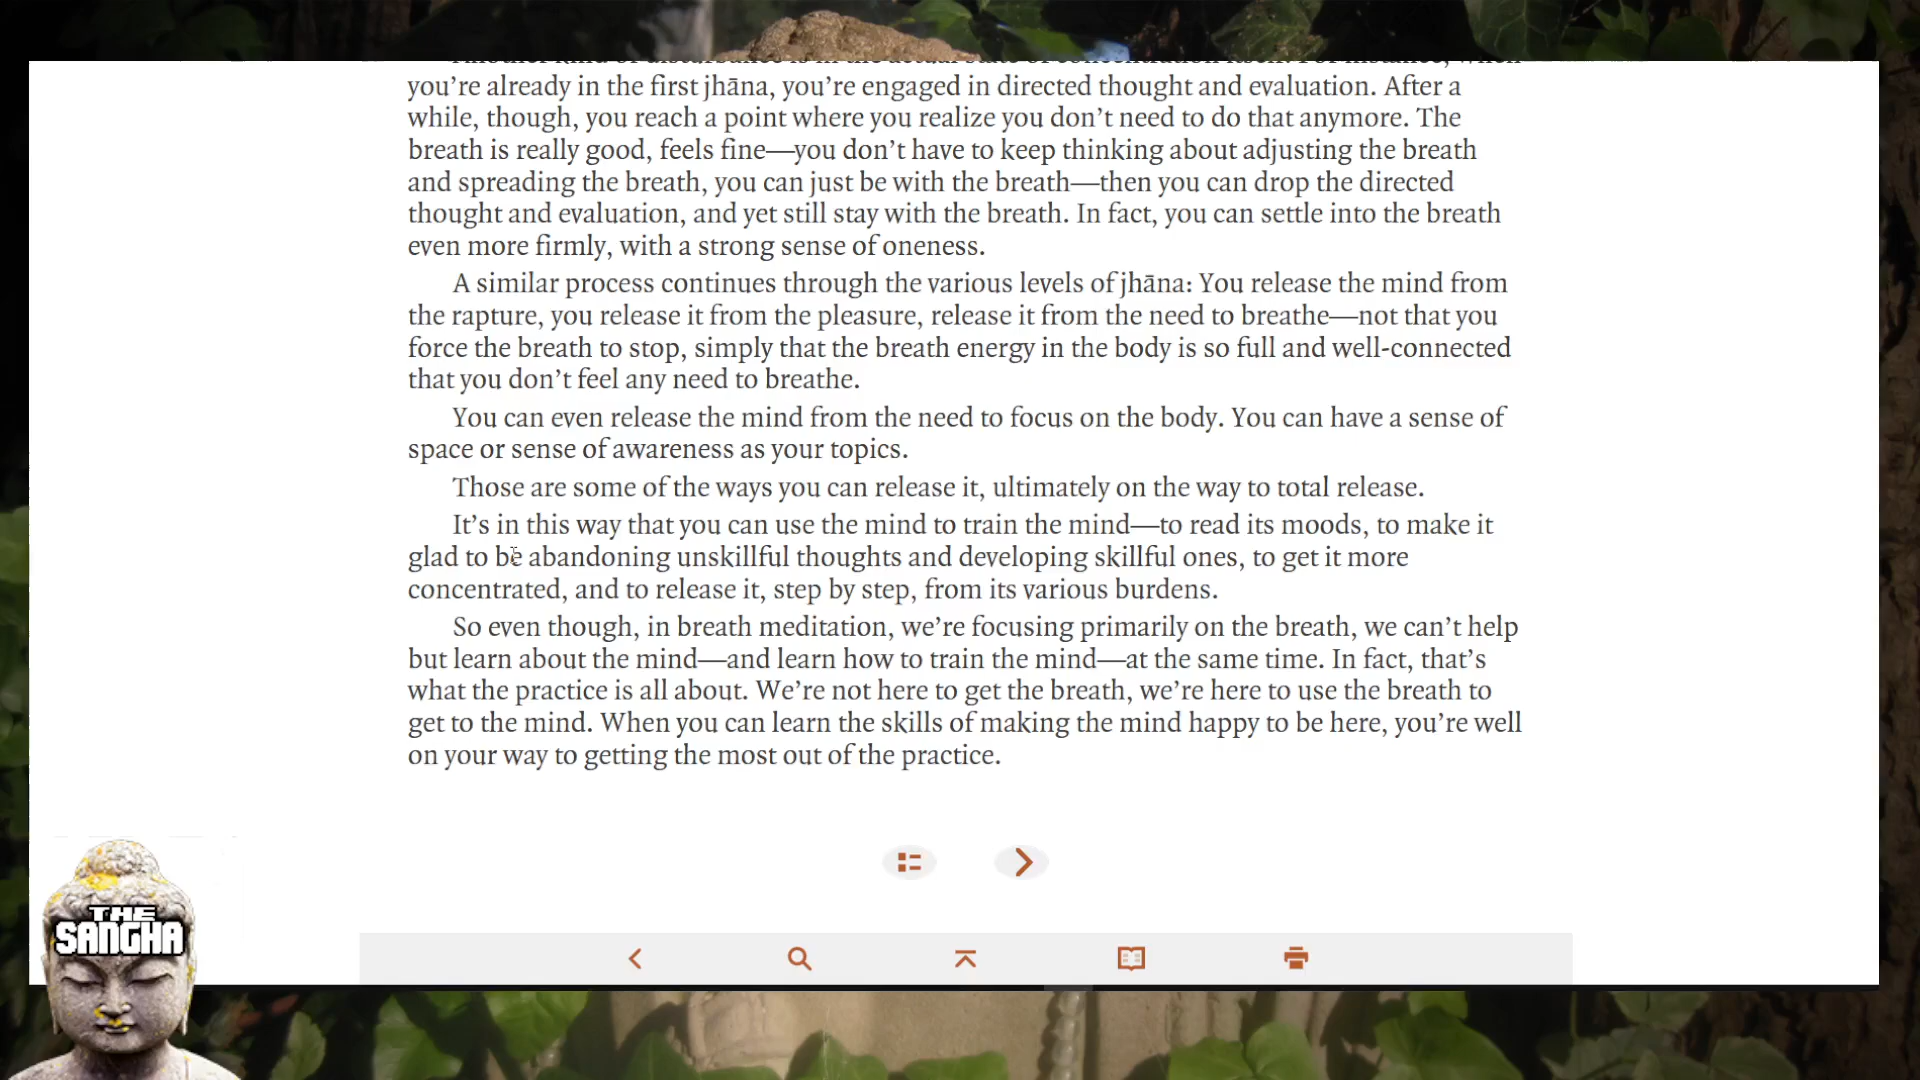 you're already in the first jhāna, you're engaged in directed thought and evaluation. After a
while, though, you reach a point where you realize you don't need to do that anymore. The
breath is really good, feels fine—you don't have to keep thinking about adjusting the breath
and spreading the breath, you can just be with the breath—then you can drop the directed
thought and evaluation, and yet still stay with the breath. In fact, you can settle into the breath
even more firmly, with a strong sense of oneness.
A similar process continues through the various levels of jhāna: You release the mind from
the rapture, you release it from the pleasure, release it from the need to breathe—not that you
force the breath to stop, simply that the breath energy in the body is so full and well-connected
that you don't feel any need to breathe.
You can even release the mind from the need to focus on the body. You can have a sense of
space or sense of awareness as your topics.
Those are some of the ways you can release it, ultimately on the way to total release.
It's in this way that you can use the mind to train the mind—to read its moods, to make it
glad to be abandoning unskillful thoughts and developing skillful ones, to get it more
concentrated, and to release it, step by step, from its various burdens.
So even though, in breath meditation, we're focusing primarily on the breath, we can't help
but learn about the mind—and learn how to train the mind—at the same time. In fact, that's
what the practice is all about. We're not here to get the breath, we're here to use the breath to
get to the mind. When you can learn the skills of making the mind happy to be here, you're well
on your way to getting the most out of the practice.
THE
SANGHA